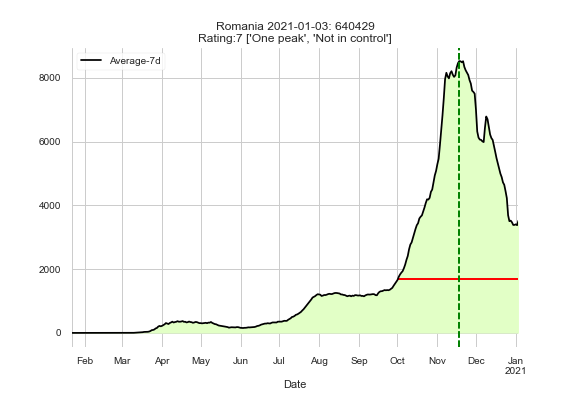 Romania 2021-01-03: 640429
Rating:7 ['One peak', 'Not in control']
Average-7d
8000
6000
4000
2000
0
Feb Mar Apr May Jun Jul Aug Sep Oct Nov Dec Jan
2021
Date